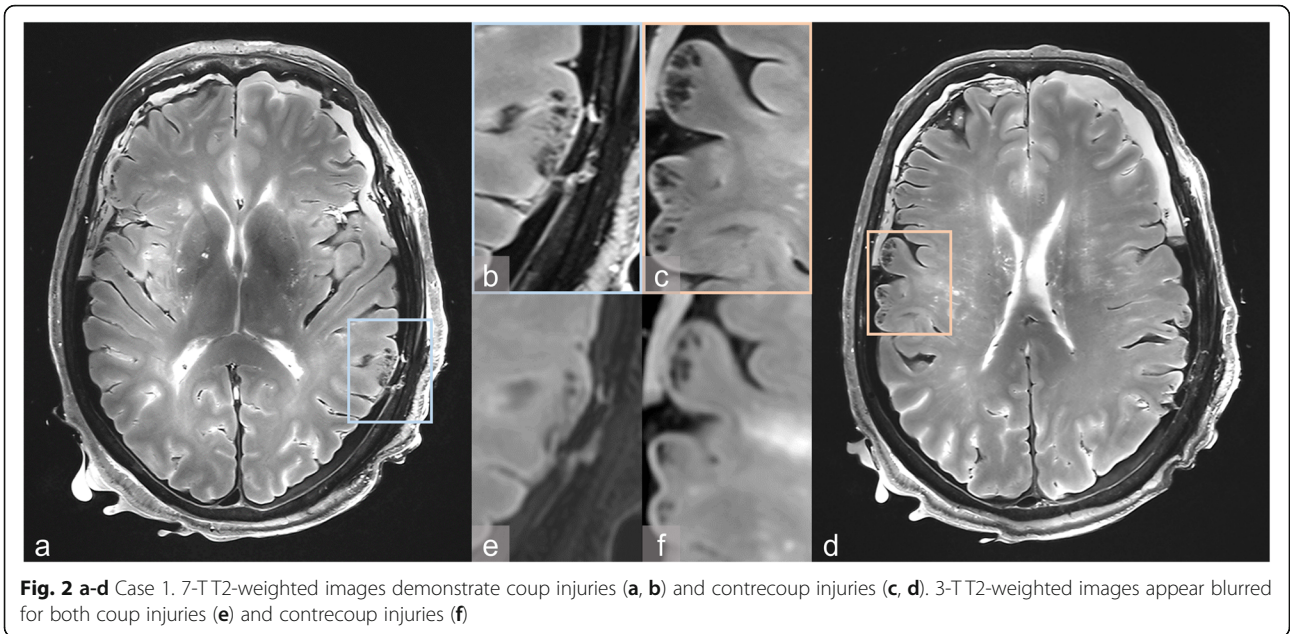 b
c
a
e
f
d
Fig. 2 a-d Case 1. 7-T T2-weighted images demonstrate coup injuries (a, b) and contrecoup injuries (c, d). 3-T T2-weighted images appear blurred
for both coup injuries (e) and contrecoup injuries (f)